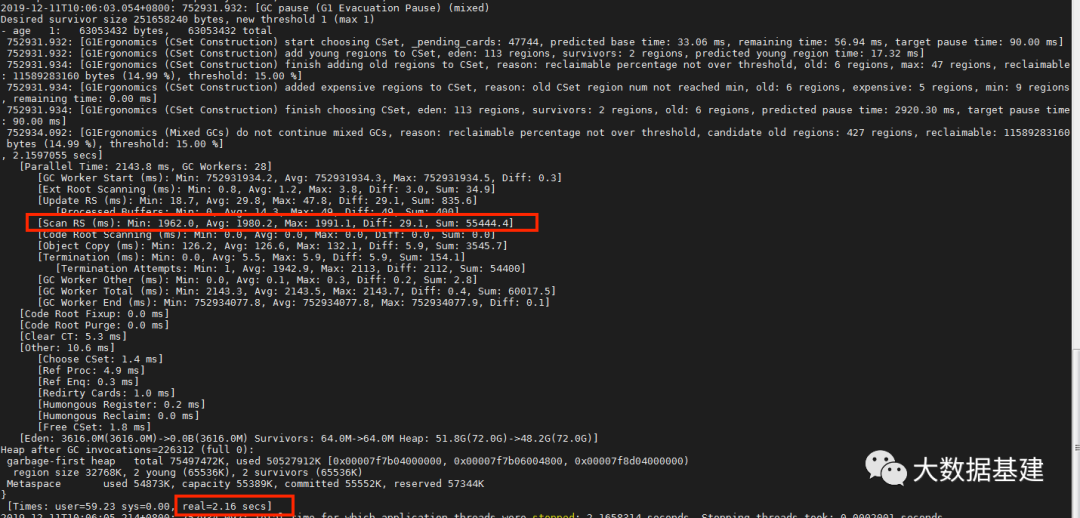 2019-12-11T10:06:03.054+0800: 752931.932: [GC pause (G1 Evacuation Pause) (mixed)
Desired survivor size 251658240 bytes, new threshold 1 (max 1)
- age   1:   63053432 bytes,   63053432 total
 752931.934: [G1Ergonomics (CSet Construction) start choosing CSet, _pending_cards: 47744, predicted base time: 33.06 ms, remaining time: 56.94 ms, target pause time: 90.00 ms]
 752931.934: [G1Ergonomics (CSet Construction) add young regions to CSet, eden: 113 regions, survivors: 2 regions, predicted young region time: 17.32 ms]
 752931.934: [G1Ergonomics (CSet Construction) finish adding old regions to CSet, reason: reclaimable percentage not over threshold, old: 6 regions, max: 47 regions, reclaimable
: 11589283160 bytes (14.99 %), threshold: 15.00 %]
 752931.934: [G1Ergonomics (CSet Construction) added expensive regions to CSet, reason: old CSet region num not reached min, old: 6 regions, expensive: 5 regions, min: 9 regions
, remaining time: 0.00 ms]
 752931.934: [G1Ergonomics (CSet Construction) finish choosing CSet, eden: 113 regions, survivors: 2 regions, old: 6 regions, predicted pause time: 2920.30 ms, target pause time
: 90.00 ms]
 752934.092: [G1Ergonomics (Mixed GCs) do not continue mixed GCs, reason: reclaimable percentage not over threshold, candidate old regions: 427 regions, reclaimable: 11589283160
 bytes (14.99 %), threshold: 15.00 %]
, 2.1597055 secs]
   [Parallel Time: 2143.8 ms, GC Workers: 28]
      [GC Worker Start (ms): Min: 752931934.2, Avg: 752931934.3, Max: 752931934.5, Diff: 0.3]
      [Ext Root Scanning (ms): Min: 0.8, Avg: 1.2, Max: 3.8, Diff: 3.0, Sum: 34.9]
      [Update RS (ms): Min: 18.7, Avg: 29.8, Max: 47.8, Diff: 29.1, Sum: 835.6]
         [Processed Buffers: Min: 0, Avg: 14.3, Max: 49, Diff: 49, Sum: 400]
      [Scan RS (ms): Min: 1962.0, Avg: 1980.2, Max: 1991.1, Diff: 29.1, Sum: 55444.4]
      [Code Root Scanning (ms): Min: 0.0, Avg: 0.0, Max: 0.0, Diff: 0.0, Sum: 0.0]
      [Object Copy (ms): Min: 126.2, Avg: 126.6, Max: 132.1, Diff: 5.9, Sum: 3545.7]
      [Termination (ms): Min: 0.0, Avg: 5.5, Max: 5.9, Diff: 5.9, Sum: 154.1]
         [Termination Attempts: Min: 1, Avg: 1942.9, Max: 2113, Diff: 2112, Sum: 54400]
      [GC Worker Other (ms): Min: 0.0, Avg: 0.1, Max: 0.3, Diff: 0.2, Sum: 2.8]
      [GC Worker Total (ms): Min: 2143.3, Avg: 2143.5, Max: 2143.7, Diff: 0.4, Sum: 60017.5]
      [GC Worker End (ms): Min: 752934077.8, Avg: 752934077.8, Max: 752934077.9, Diff: 0.1]
   [Code Root Fixup: 0.0 ms]
   [Code Root Purge: 0.0 ms]
   [Clear CT: 5.3 ms]
   [Other: 10.6 ms]
      [Choose CSet: 1.4 ms]
      [Ref Proc: 4.9 ms]
      [Ref Enq: 0.3 ms]
      [Redirty Cards: 1.0 ms]
      [Humongous Register: 0.2 ms]
      [Humongous Reclaim: 0.0 ms]
      [Free CSet: 1.8 ms]
   [Eden: 3616.0M(3616.0M)->0.0B(3616.0M) Survivors: 64.0M->64.0M Heap: 51.8G(72.0G)->48.2G(72.0G)]
Heap after GC invocations=226312 (full 0):
 garbage-first heap   total 75497472K, used 50527912K [0x00007f7b04000000, 0x00007f7b06004800, 0x00007f8d04000000)
  region size 32768K, 2 young (65536K), 2 survivors (65536K)
 Metaspace       used 54873K, capacity 55389K, committed 55552K, reserved 57344K
}
 [Times: user=59.23 sys=0.00, real=2.16 secs]
2019-12-11T10:06:05.214+0800: time for which application threads were stopped: 2.1658314 seconds, Stopping threads took: 0.0002001 seconds
大数据基建